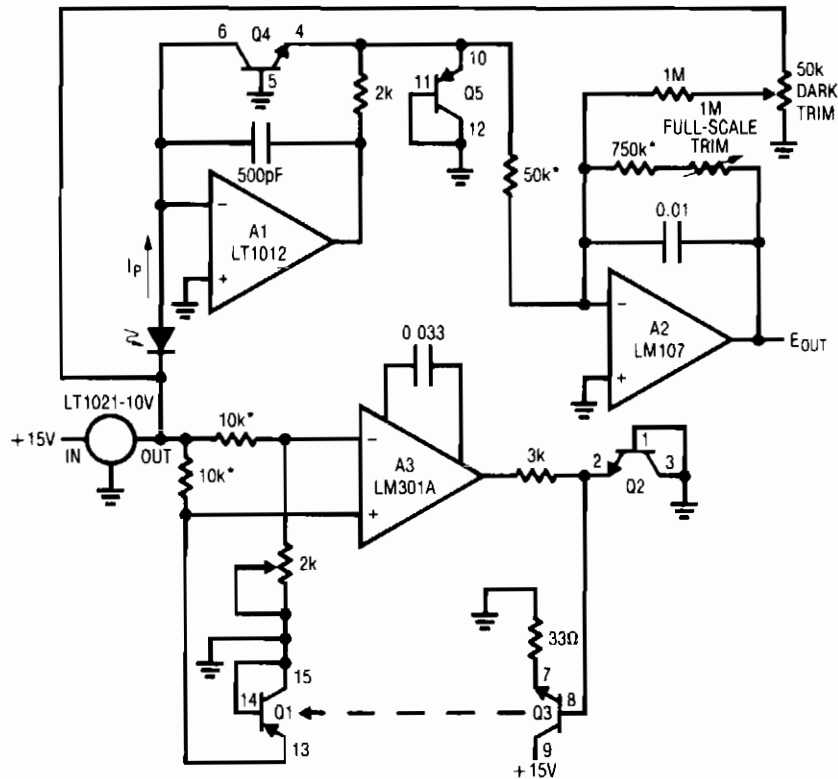 6 Q4 4
5
2k
10
11
Q5
12
1M
50k
DARK
TRIM
1M
FULL-SCALE
TRIM
750k*
500pF
50k*
0.01
A1
LT1012
−
+
Ip
−
A2
LM107
+
EOUT
0 033
LT1021-10V
+15V
IN
OUT
10k*
10k*
−
A3
LM301A
+
3k
2
1
3
Q2
2k
33Ω
15
14
Q1
13
7
8
Q3
9
+15V